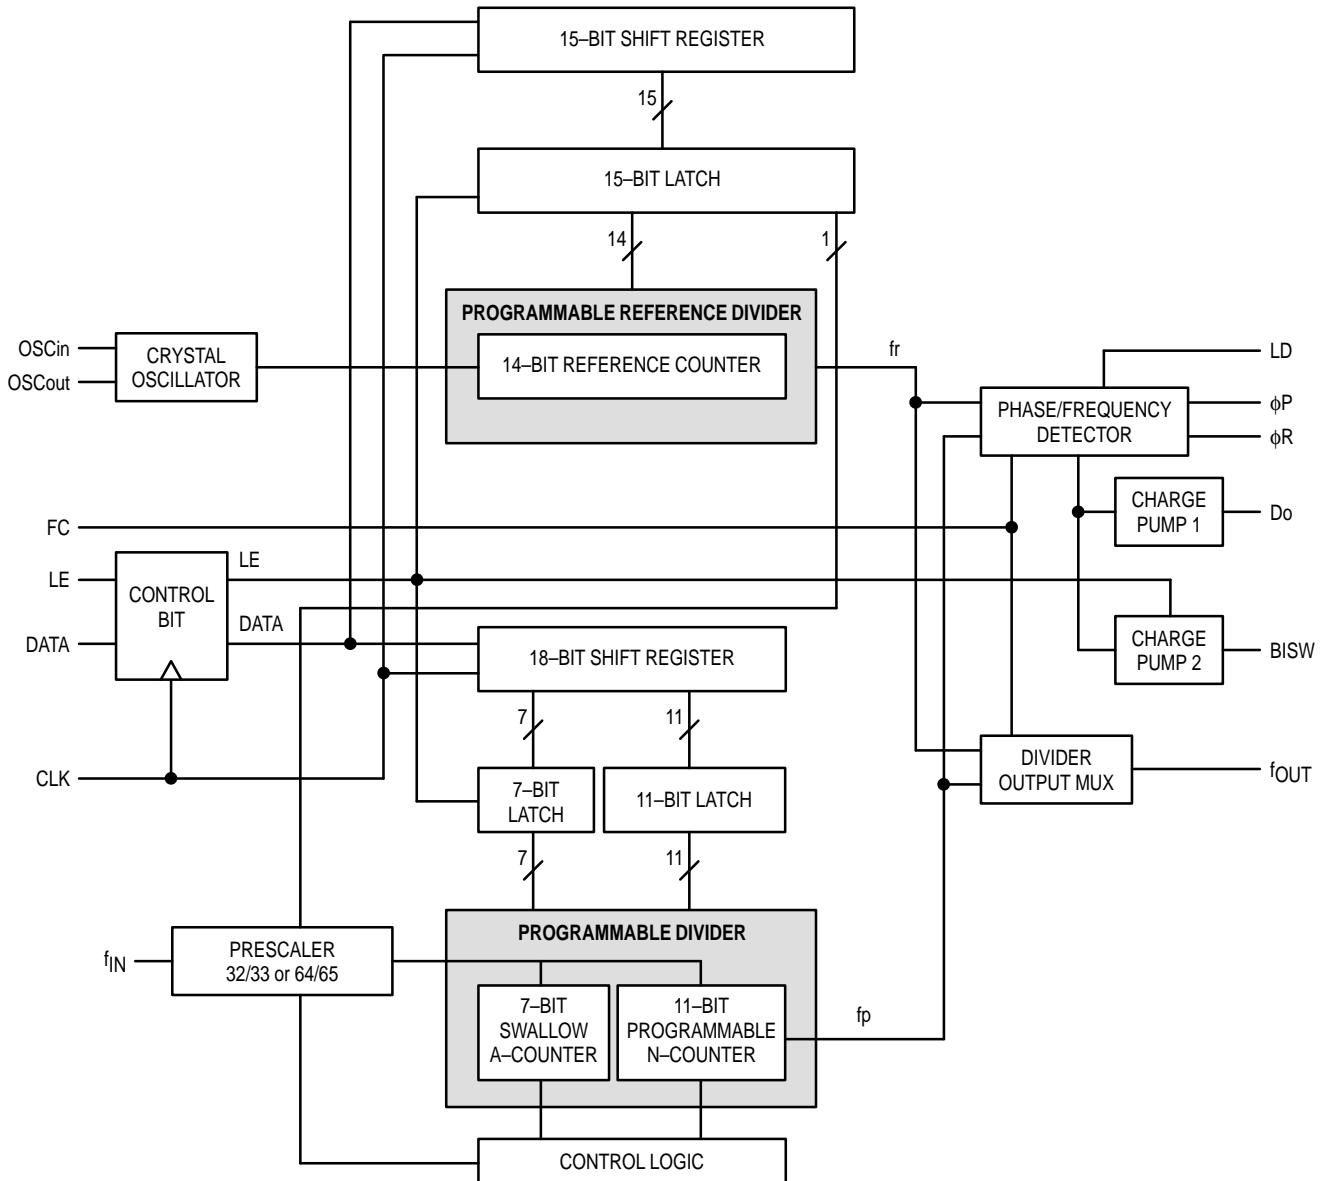 15–BIT SHIFT REGISTER
15
15–BIT LATCH
14
1
PROGRAMMABLE REFERENCE DIVIDER
14–BIT REFERENCE COUNTER
OSCin
OSCout
CRYSTAL
OSCILLATOR
fr
LD
PHASE/FREQUENCY
DETECTOR
ϕP
ϕR
CHARGE
PUMP 1
Do
FC
LE
DATA
CONTROL
BIT
LE
DATA
18–BIT SHIFT REGISTER
CHARGE
PUMP 2
BISW
7
11
CLK
7–BIT
LATCH
11–BIT LATCH
DIVIDER
OUTPUT MUX
fOUT
7
11
PROGRAMMABLE DIVIDER
fIN
PRESCALER
32/33 or 64/65
7–BIT
SWALLOW
A–COUNTER
11–BIT
PROGRAMMABLE
N–COUNTER
fp
CONTROL LOGIC